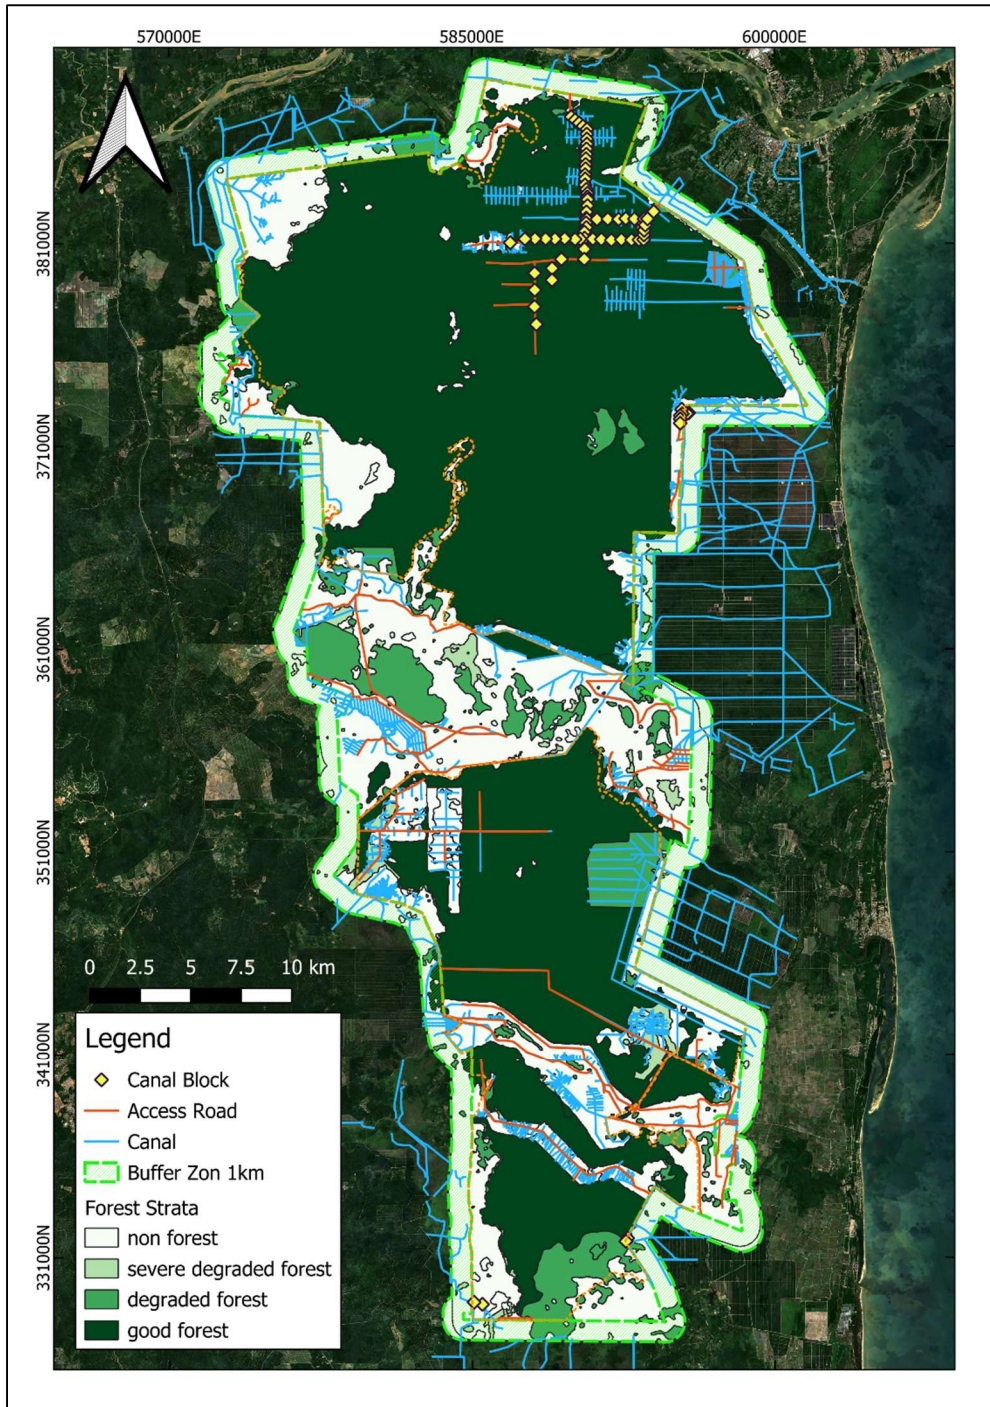 570000E 585000E 600000E
381000N
371000N
361000N
351000N
341000N
331000N
0 2.5 5 7.5 10 km
Legend
Canal Block
Access Road
Canal
Buffer Zon 1km
Forest Strata
non forest
severe degraded forest
degraded forest
good forest